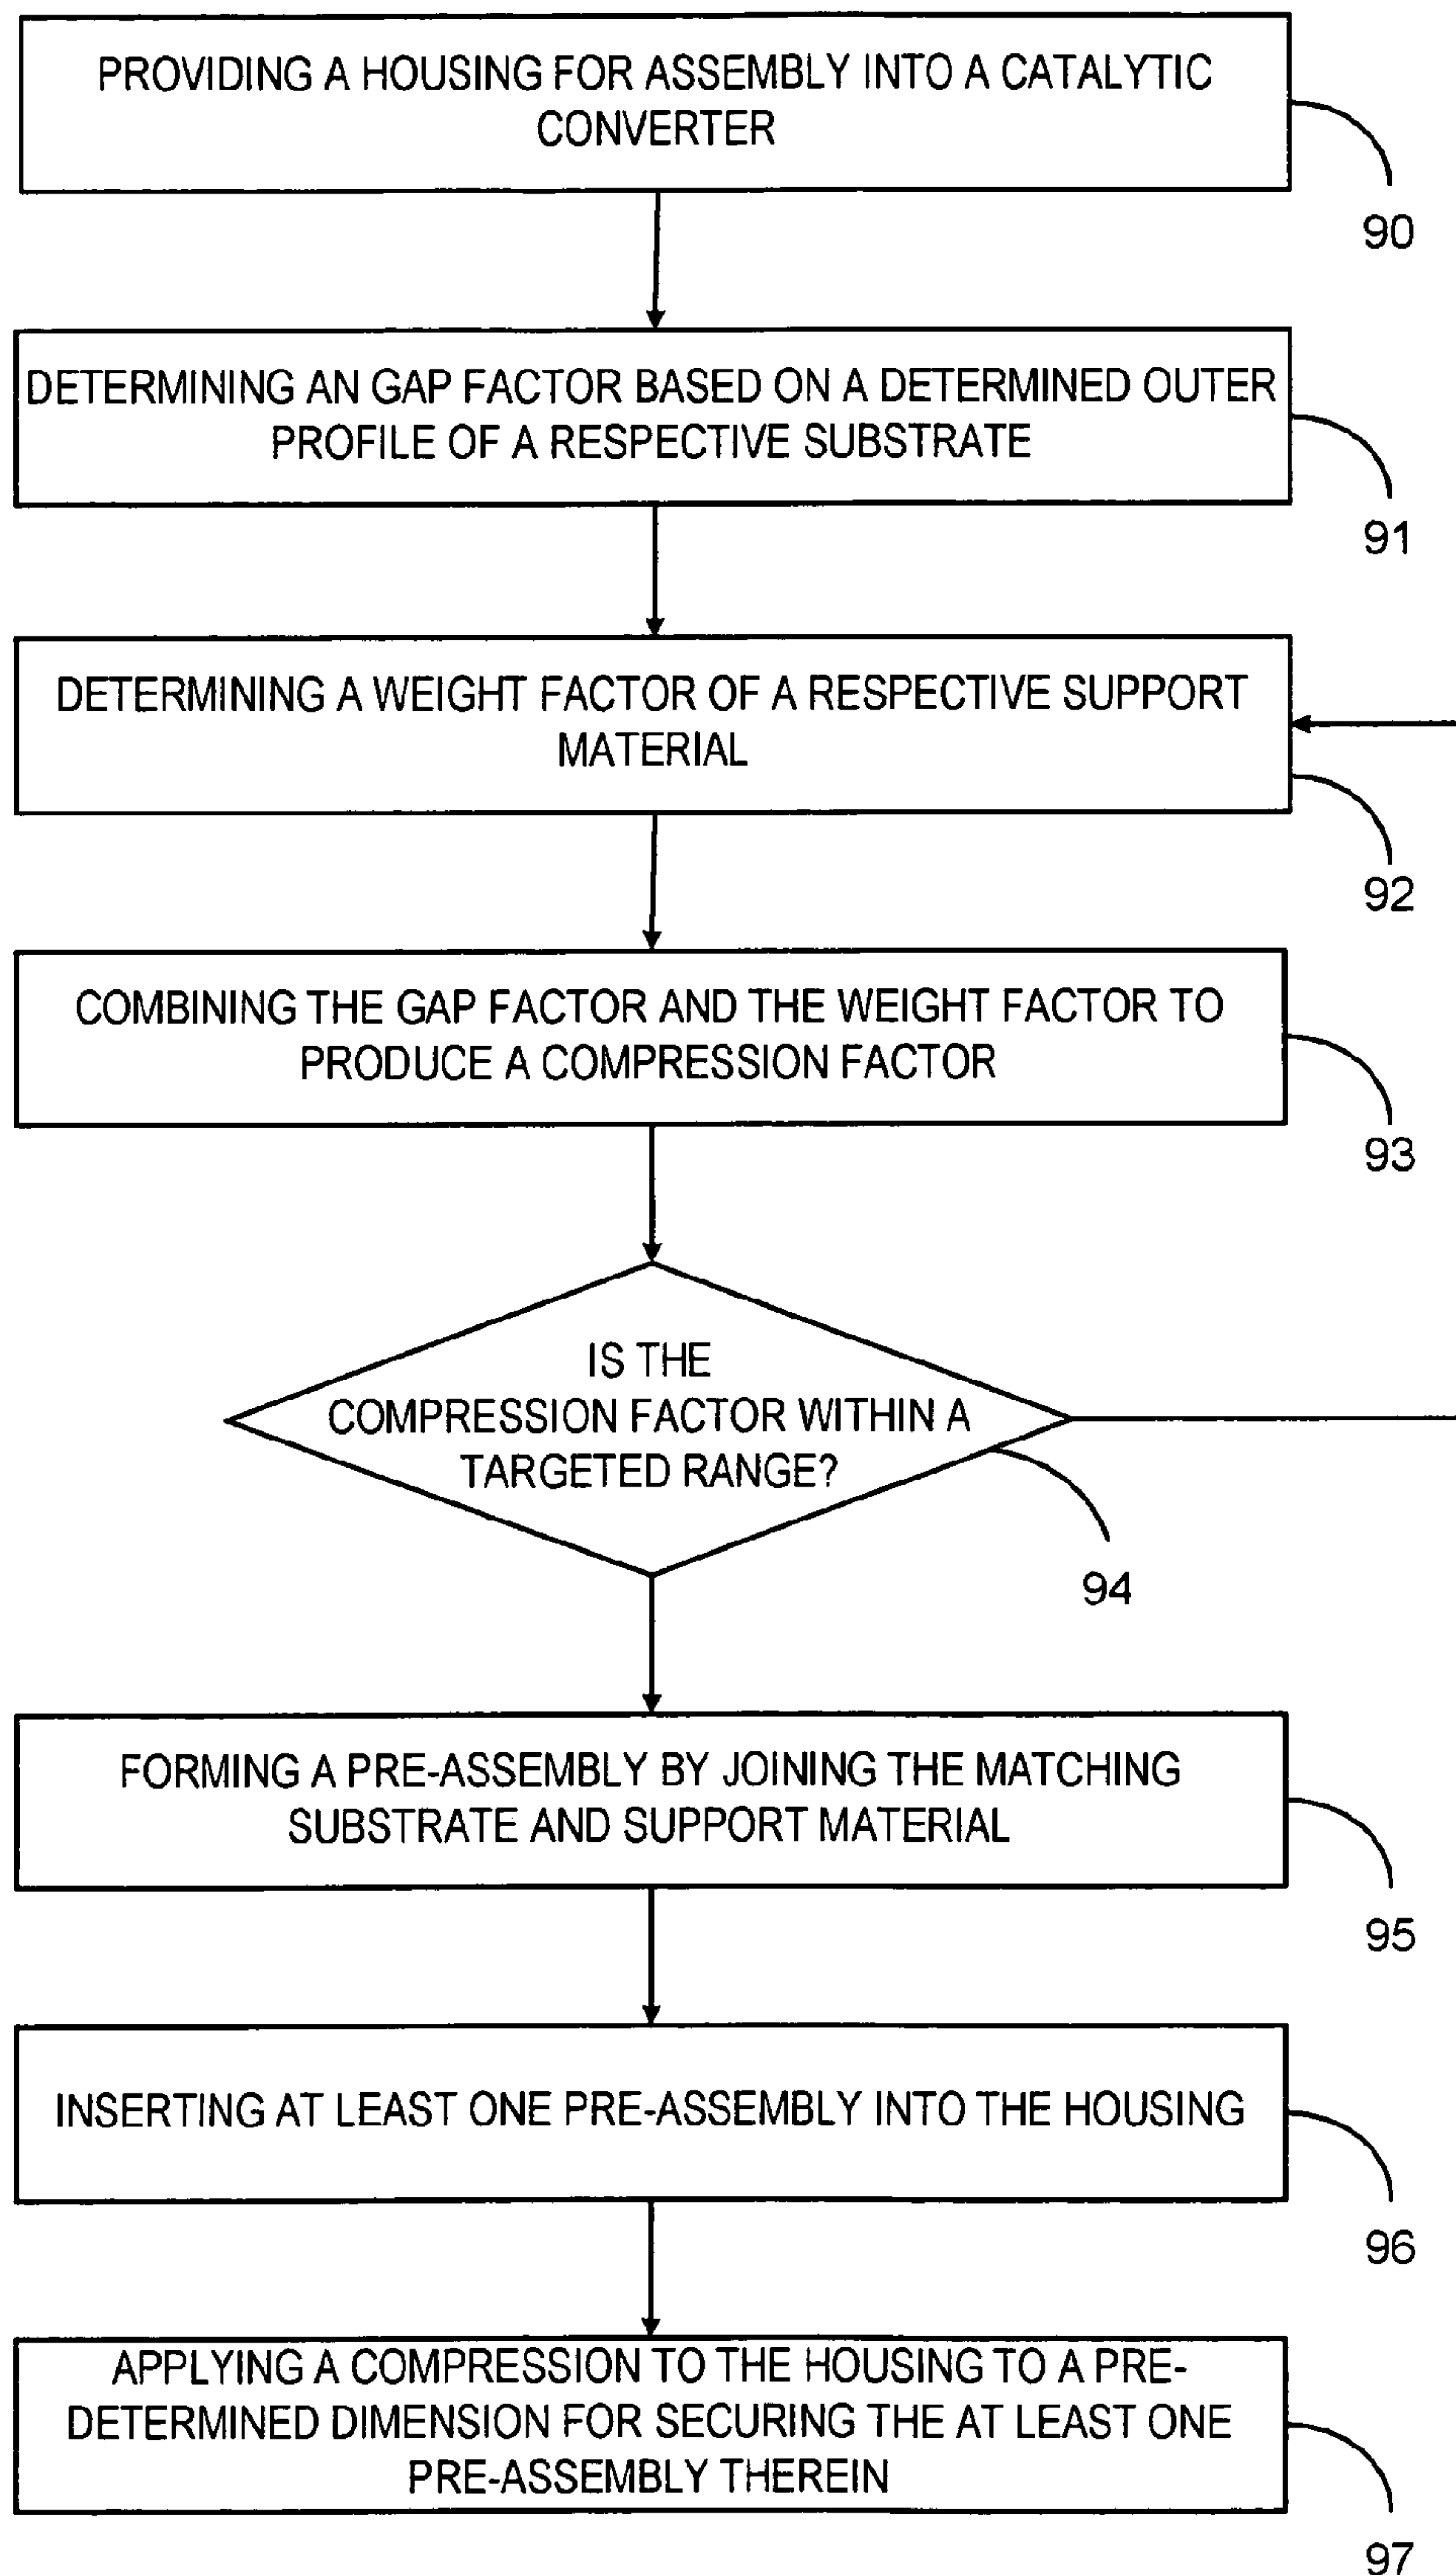 PROVIDING A HOUSING FOR ASSEMBLY INTO A CATALYTIC
CONVERTER
90
DETERMINING AN GAP FACTOR BASED ON A DETERMINED OUTER
PROFILE OF A RESPECTIVE SUBSTRATE
91
DETERMINING A WEIGHT FACTOR OF A RESPECTIVE SUPPORT
MATERIAL
92
COMBINING THE GAP FACTOR AND THE WEIGHT FACTOR TO
PRODUCE A COMPRESSION FACTOR
93
IS THE
COMPRESSION FACTOR WITHIN A
TARGETED RANGE?
94
FORMING A PRE-ASSEMBLY BY JOINING THE MATCHING
SUBSTRATE AND SUPPORT MATERIAL
95
INSERTING AT LEAST ONE PRE-ASSEMBLY INTO THE HOUSING
96
APPLYING A COMPRESSION TO THE HOUSING TO A PRE-
DETERMINED DIMENSION FOR SECURING THE AT LEAST ONE
PRE-ASSEMBLY THEREIN
97